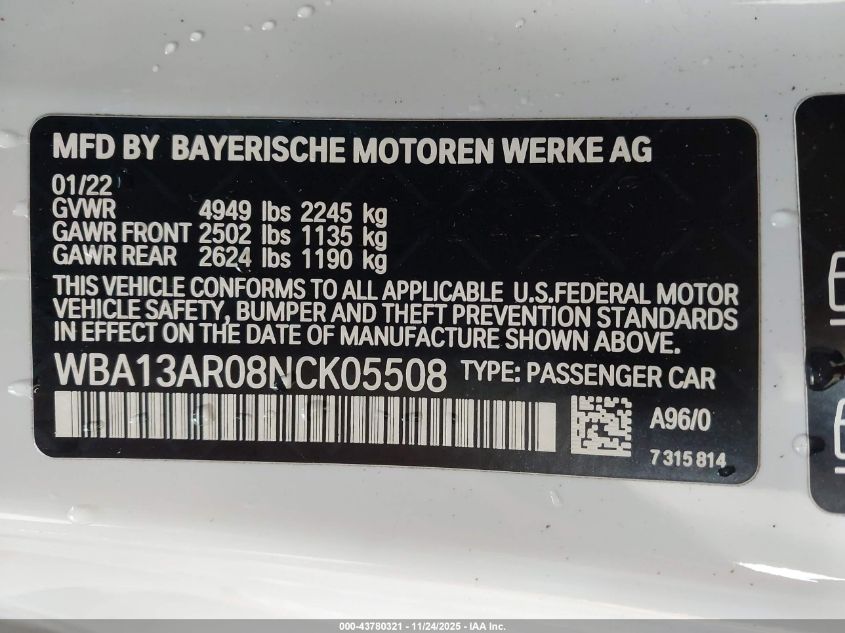 MFD BY BAYERISCHE MOTOREN WERKE AG
01/22
GVWR 4949 lbs 2245 kg
GAWR FRONT 2502 lbs 1135 kg
GAWR REAR 2624 lbs 1190 kg
THIS VEHICLE CONFORMS TO ALL APPLICABLE U.S.FEDERAL MOTOR
VEHICLE SAFETY, BUMPER AND THEFT PREVENTION STANDARDS
IN EFFECT ON THE DATE OF MANUFACTURE SHOWN ABOVE.
WBA13AR08NCK05508 TYPE: PASSENGER CAR
A96/0
7 315 814
000-43780321 - 11/24/2025 - IAA Inc.